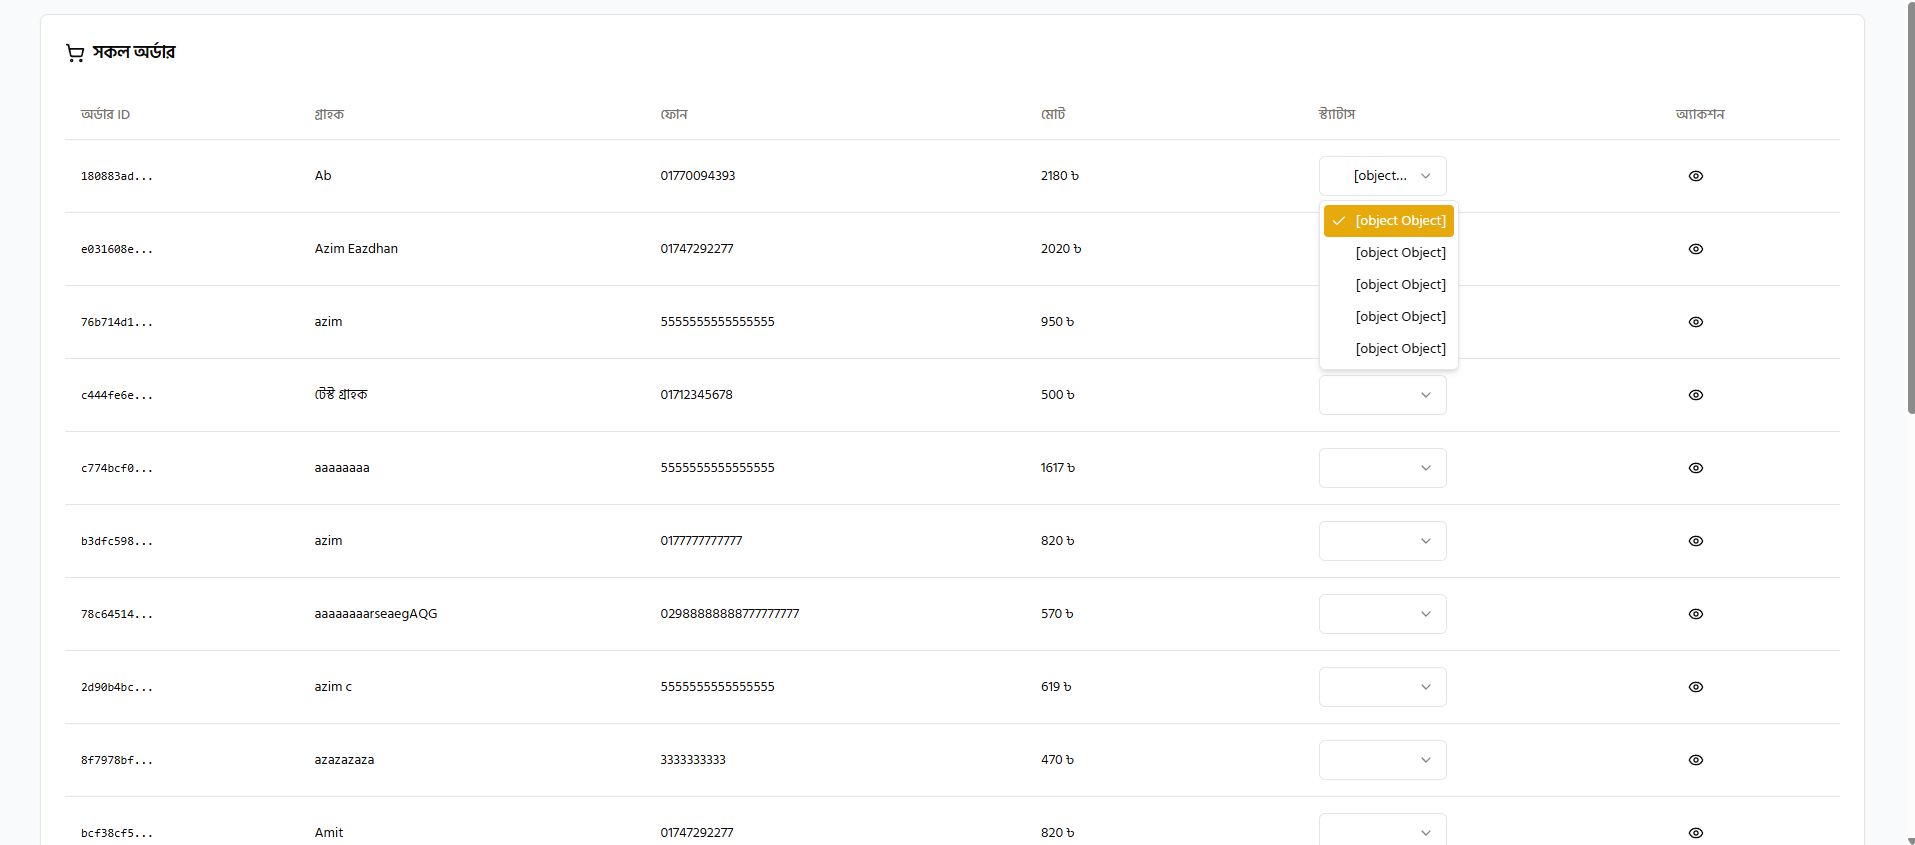 সকল অর্ডার
অর্ডার ID গ্রাহক ফোন মোট স্ট্যাটাস অ্যাকশন
180883ad... Ab 01770094393 2180 ৳ [object...
[object Object]
e031608e... Azim Eazdhan 01747292277 2020 ৳
[object Object]
[object Object]
76b714d1... azim 5555555555555555 950 ৳
[object Object]
[object Object]
c444fe6e... টেস্ট গ্রাহক 01712345678 500 ৳
c774bcf0... aaaaaaaa 5555555555555555 1617 ৳
b3dfc598... azim 0177777777777 820 ৳
78c64514... aaaaaaaarseaegAQG 02988888888777777777 570 ৳
2d90b4bc... azim c 5555555555555555 619 ৳
8f7978bf... azazazaza 3333333333 470 ৳
bcf38cf5... Amit 01747292277 820 ৳